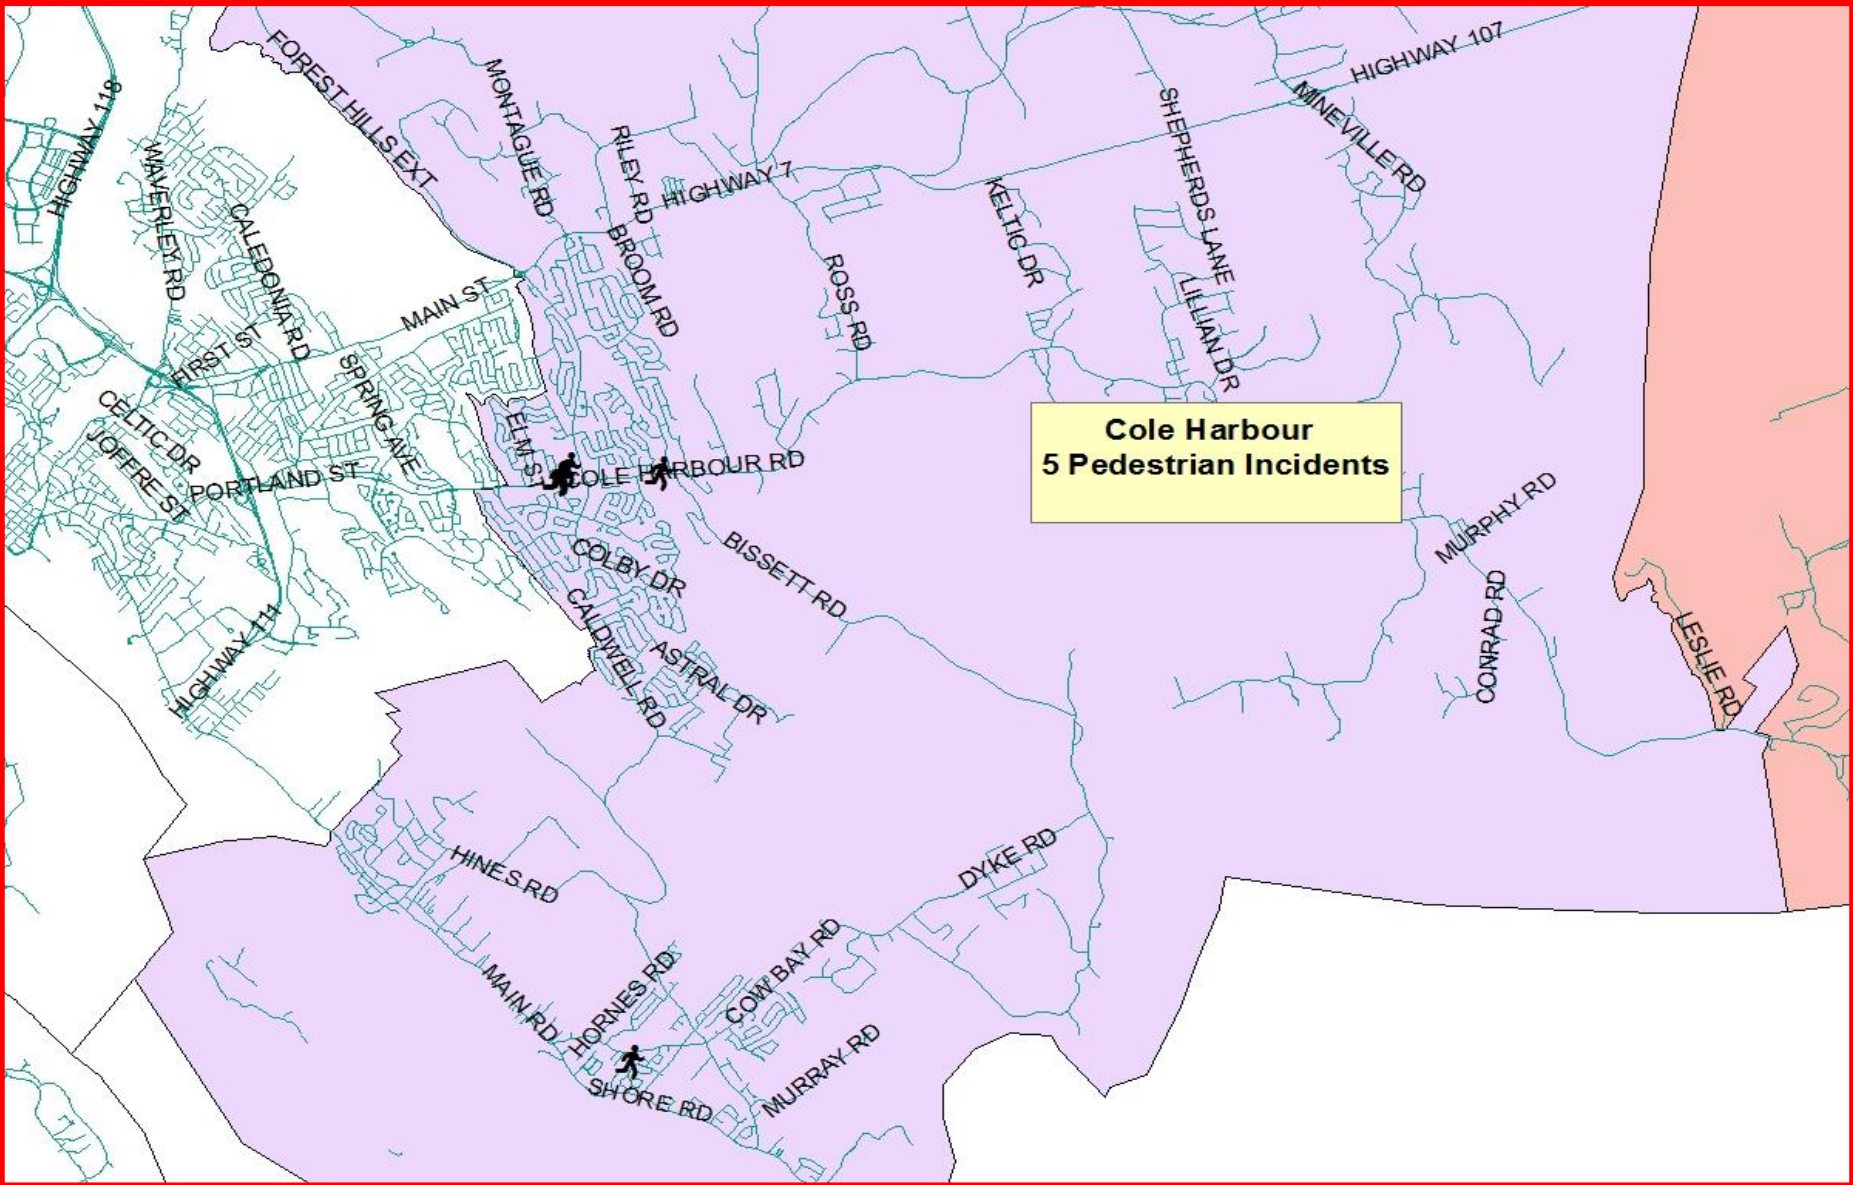 FOREST HILLS EXT
MONTAGUE RD
HIGHWAY 107
HIGHWAY 118
MINEVILLE RD
SHEPHERDS LANE
RILEY RD
WAVERLEY RD
HIGHWAY 7
KELTIC DR
CALEDONIA RD
BROOM RD
ROSS RD
LILLIAN DR
MAIN ST
FIRST ST
SPRING AVE
CELTIC DR
JOFFRE ST
ELM ST
Cole Harbour
5 Pedestrian Incidents
COLE HARBOUR RD
PORTLAND ST
MURPHY RD
BISSETT RD
COLBY DR
CONRAD RD
CALDWELL RD
HIGHWAY 111
LESLIE RD
ASTRAL DR
HINES RD
DYKE RD
COW BAY RD
MAIN RD
HORNES RD
MURRAY RD
SHORE RD